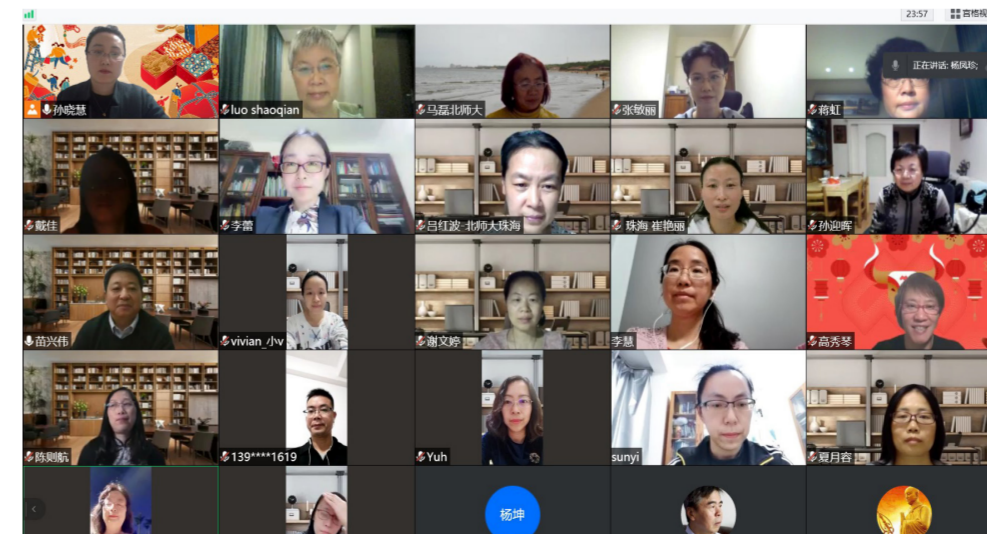 23:57
宫格视
正在讲话: 杨凤珍;
孙晓慧
luo shaoqian
马磊北师大
张敏丽
蒋虹
戴佳
李蕾
吕红波-北师大珠海
珠海 崔艳丽
孙迎晖
苗兴伟
vivian_小v
谢文婷
李慧
高秀琴
陈则航
139****1619
Yuh
sunyi
夏月容
杨坤